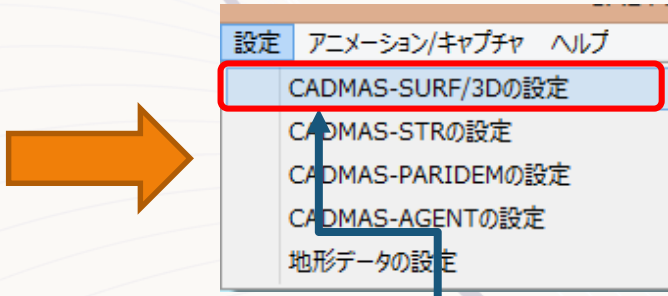 設定 アニメーション/キャプチャ ヘルプ
CADMAS-SURF/3Dの設定
CADMAS-STRの設定
CADMAS-PARIDEMの設定
CADMAS-AGENTの設定
地形データの設定